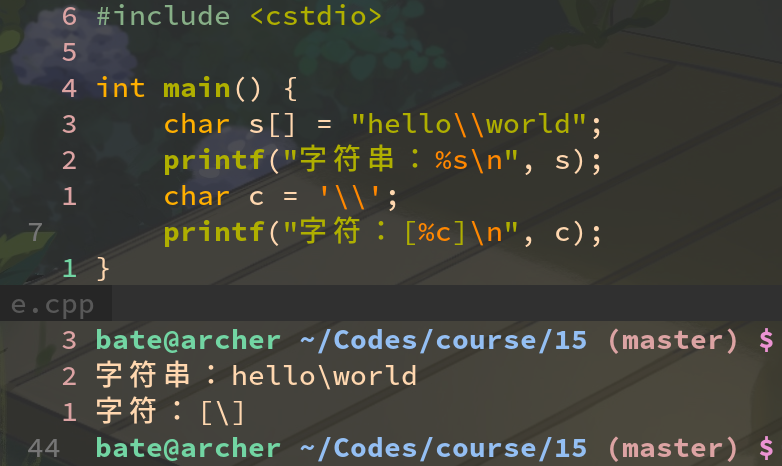 6 #include <cstdio>
5
4 int main() {
3     char s[] = "hello\\world";
2     printf("字符串：%s\n", s);
1     char c = '\\';
7     printf("字符：[%c]\n", c);
1 }
e.cpp
3 bate@archer ~/Codes/course/15 (master) $
2 字符串：hello\world
1 字符：[\]
44 bate@archer ~/Codes/course/15 (master) $